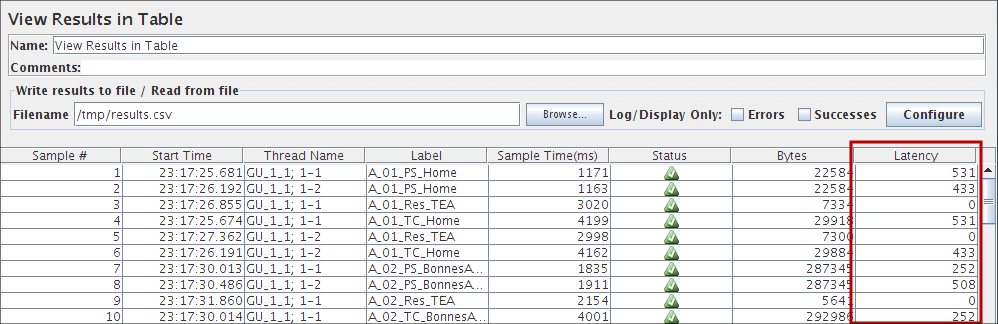 View Results in Table
Name: View Results in Table
Comments:
Write results to file / Read from file
Filename /tmp/results.csv Browse... Log/Display Only: Errors Successes Configure
Sample # Start Time Thread Name Label Sample Time(ms) Status Bytes Latency
1 23:17:25.681 GU_1_1; 1-1 A_01_PS_Home 1171 22584 531
2 23:17:26.192 GU_1_1; 1-2 A_01_PS_Home 1163 22584 433
3 23:17:26.855 GU_1_1; 1-1 A_01_Res_TEA 3020 7334 0
4 23:17:25.674 GU_1_1; 1-1 A_01_TC_Home 4199 29918 531
5 23:17:27.362 GU_1_1; 1-2 A_01_Res_TEA 2998 7300 0
6 23:17:26.191 GU_1_1; 1-2 A_01_TC_Home 4162 29884 433
7 23:17:30.013 GU_1_1; 1-1 A_02_PS_BonnesA... 1835 287345 252
8 23:17:30.486 GU_1_1; 1-2 A_02_PS_BonnesA... 1911 287345 508
9 23:17:31.860 GU_1_1; 1-1 A_02_Res_TEA 2154 5641 0
10 23:17:30.014 GU_1_1; 1-1 A_02_TC_BonnesA... 4001 292986 252